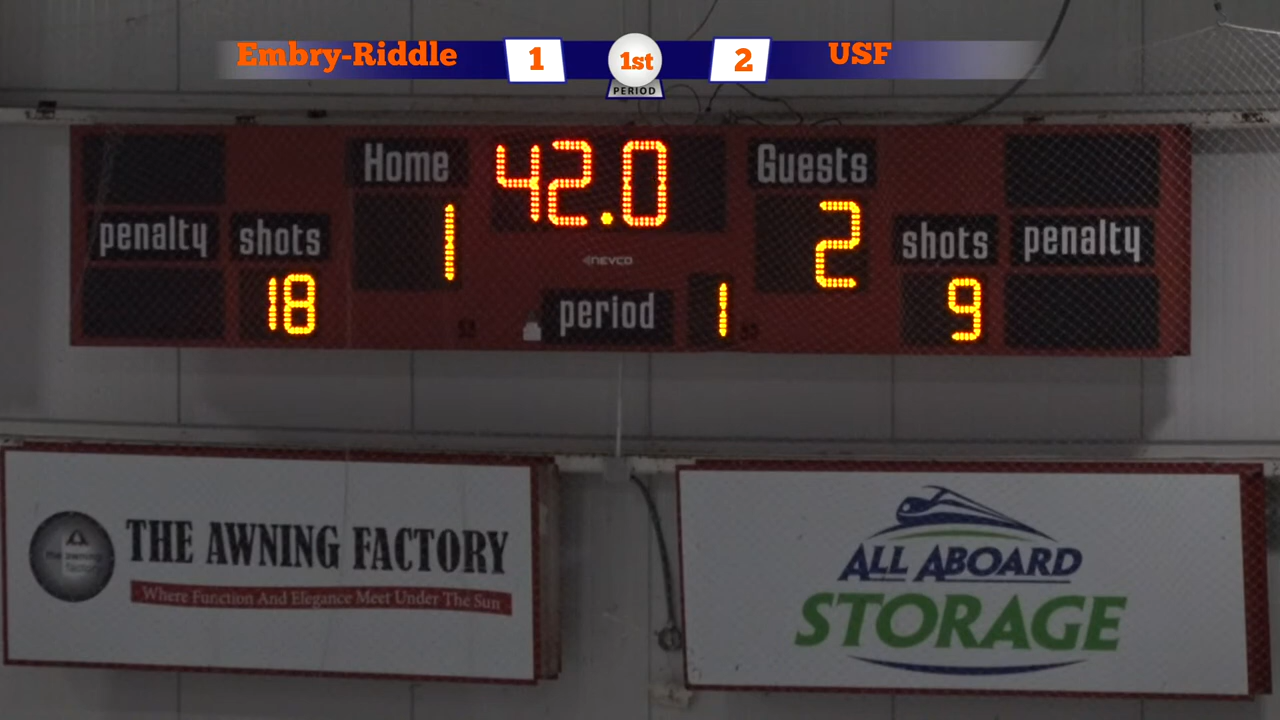 Embry-Riddle 1 1st 2 USF
PERIOD
Home 42.0 Guests
penalty shots 1 2 shots penalty
NEVCO
18 period 1 9
THE AWNING FACTORY
Where Function And Elegance Meet Under The Sun
ALL ABOARD
STORAGE